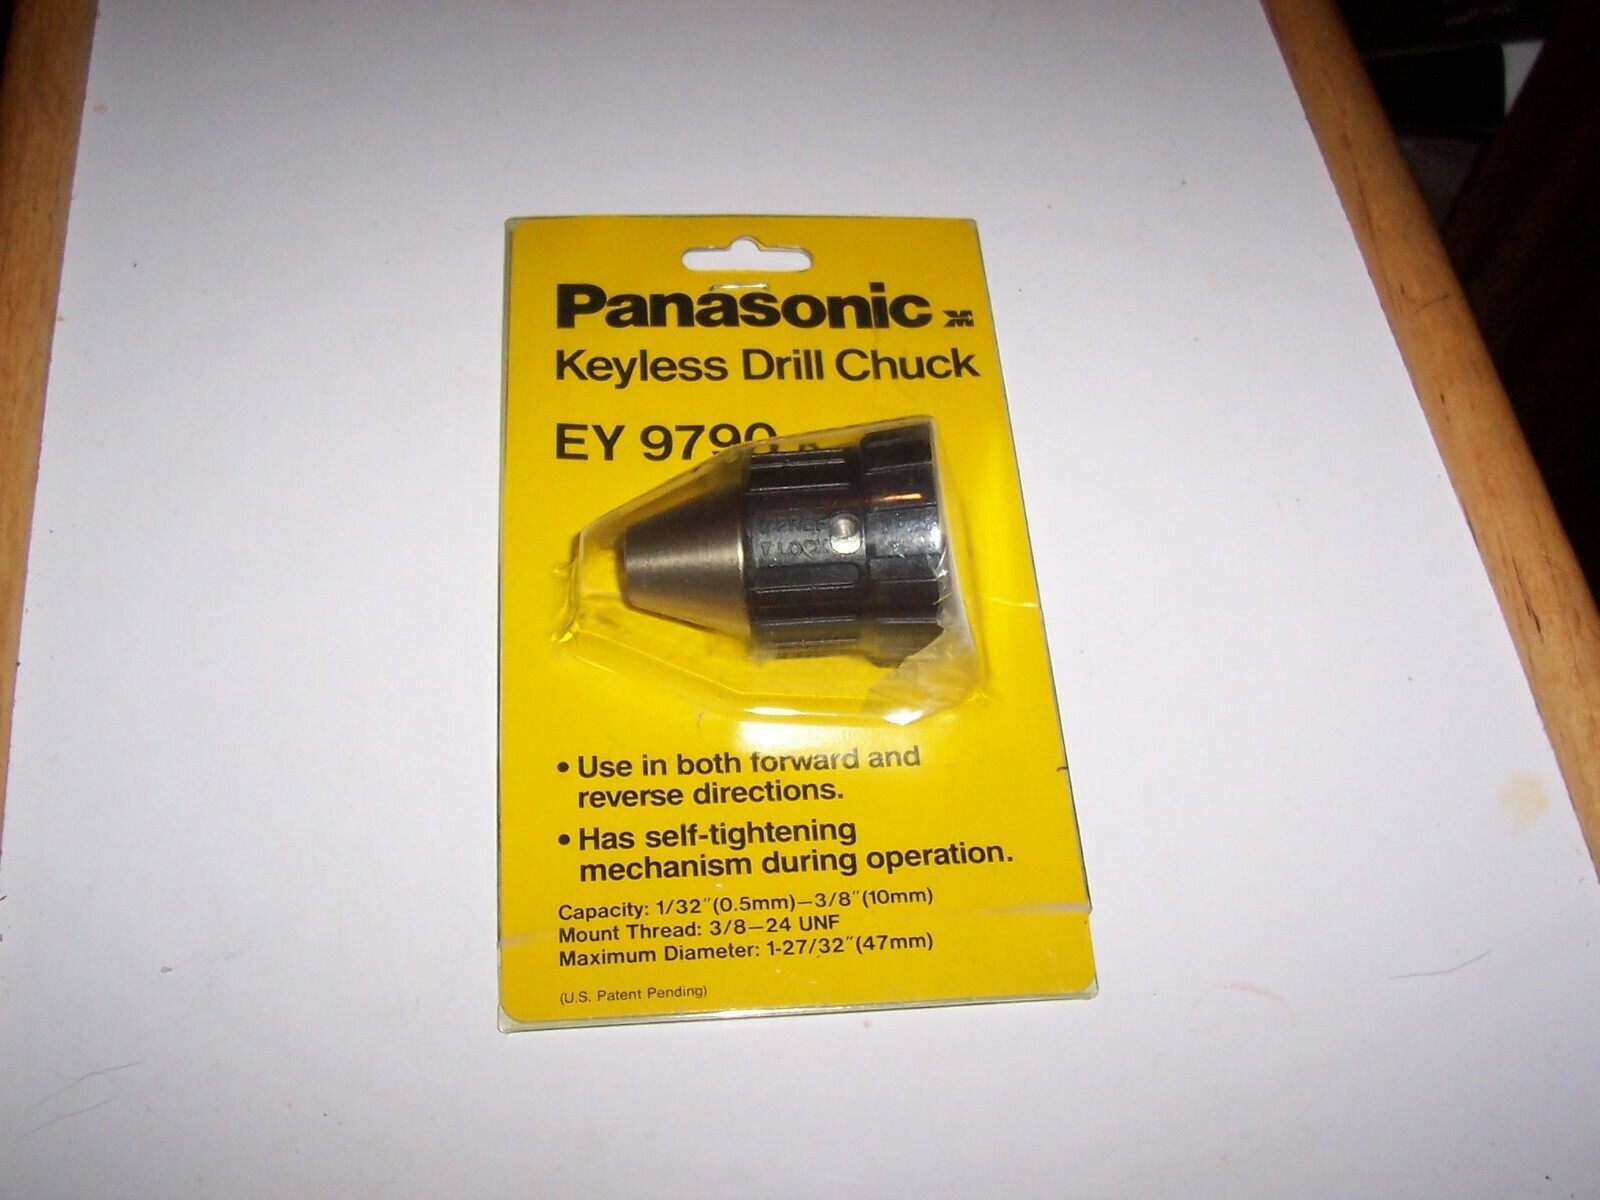 Panasonic
Keyless Drill Chuck
EY 9790
LOCK
• Use in both forward and
reverse directions.
• Has self-tightening
mechanism during operation.
Capacity: 1/32"(0.5mm)–3/8"(10mm)
Mount Thread: 3/8–24 UNF
Maximum Diameter: 1-27/32"(47mm)
(U.S. Patent Pending)